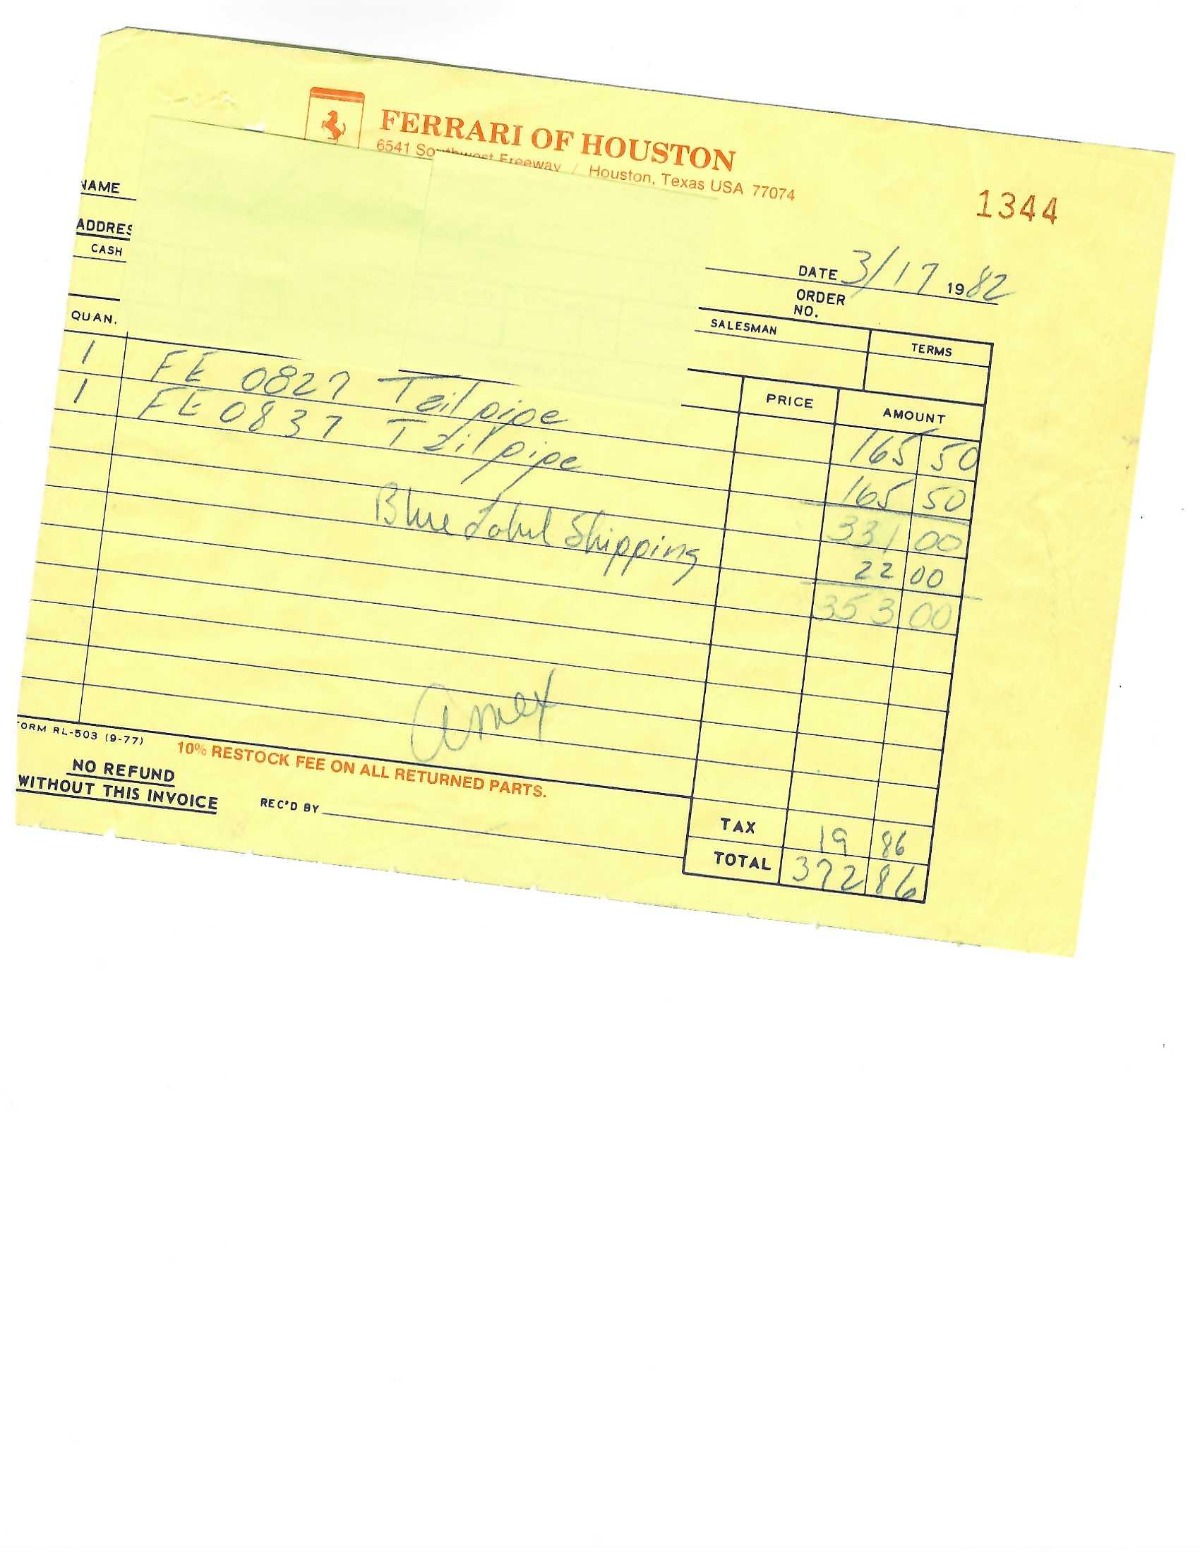 FERRARI OF HOUSTON
6541 Southwest Freeway / Houston, Texas USA 77074
1344
NAME
ADDRES
CASH
DATE 3/17 1982
ORDER
NO.
SALESMAN
TERMS
QUAN.
PRICE
AMOUNT
1 FE 0827 Tailpipe 165 50
1 FE 0837 Tailpipe 165 50
331 00
Blue Label Shipping 22 00
353 00
amex
FORM RL-503 (9-77)
10% RESTOCK FEE ON ALL RETURNED PARTS.
NO REFUND
WITHOUT THIS INVOICE
REC'D BY
TAX 19 86
TOTAL 372 86